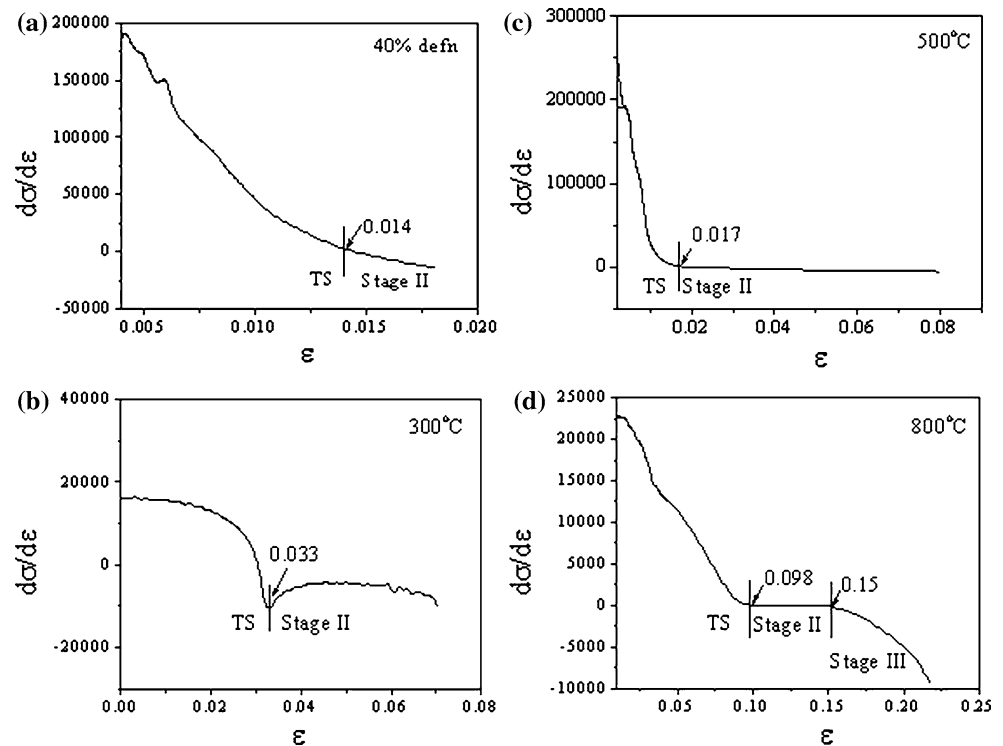 (a)
200000
150000
100000
50000
0
-50000
dσ/dε
40% defn
0.014
TS
Stage II
0.005
0.010
0.015
0.020
ε
(c)
300000
200000
100000
0
dσ/dε
500°C
0.017
TS
Stage II
0.02
0.04
0.06
0.08
ε
(b)
40000
20000
0
-20000
dσ/dε
300°C
0.033
TS
Stage II
0.00
0.02
0.04
0.06
0.08
ε
(d)
25000
20000
15000
10000
5000
0
-5000
-10000
dσ/dε
800°C
0.098
0.15
TS
Stage II
Stage III
0.05
0.10
0.15
0.20
0.25
ε